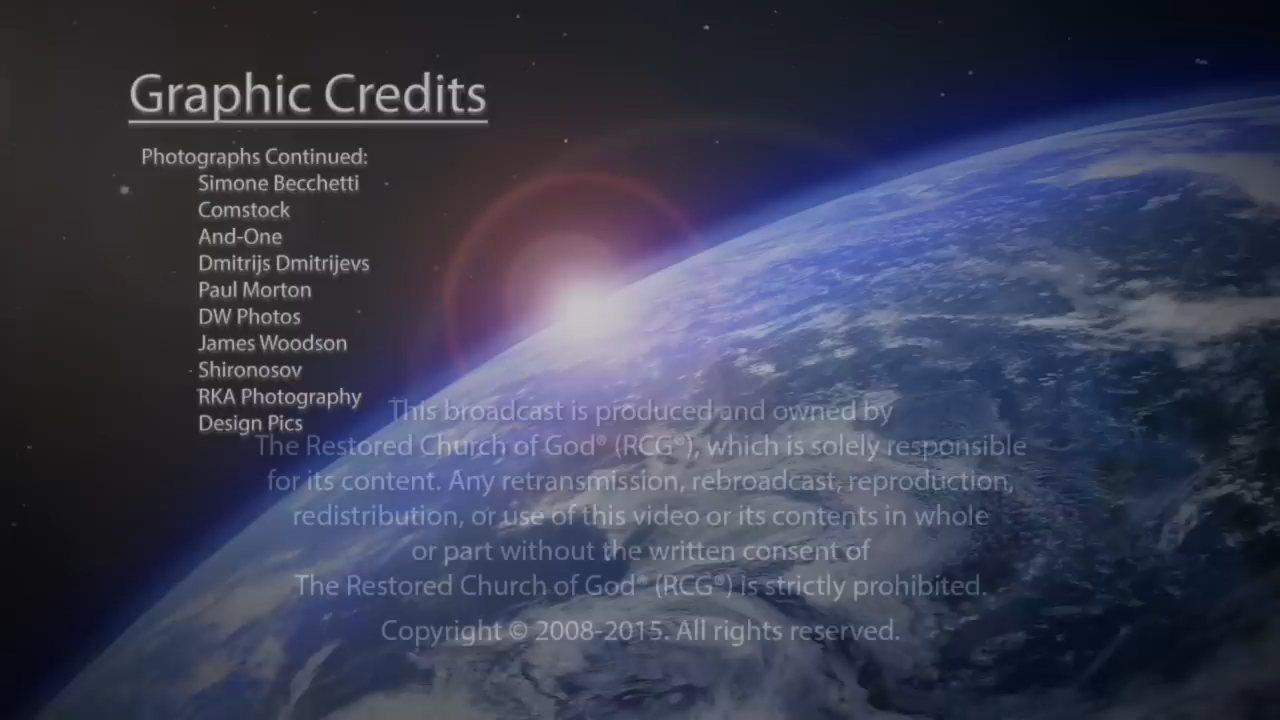 Graphic Credits
Photographs Continued:
Simone Becchetti
Comstock
And-One
Dmitrijs Dmitrijevs
Paul Morton
DW Photos
James Woodson
Shironosov
RKA Photography
Design Pics
This broadcast is produced and owned by
The Restored Church of God® (RCG®), which is solely responsible
for its content. Any retransmission, rebroadcast, reproduction,
redistribution, or use of this video or its contents in whole
or part without the written consent of
The Restored Church of God® (RCG®) is strictly prohibited.
Copyright © 2008-2015. All rights reserved.